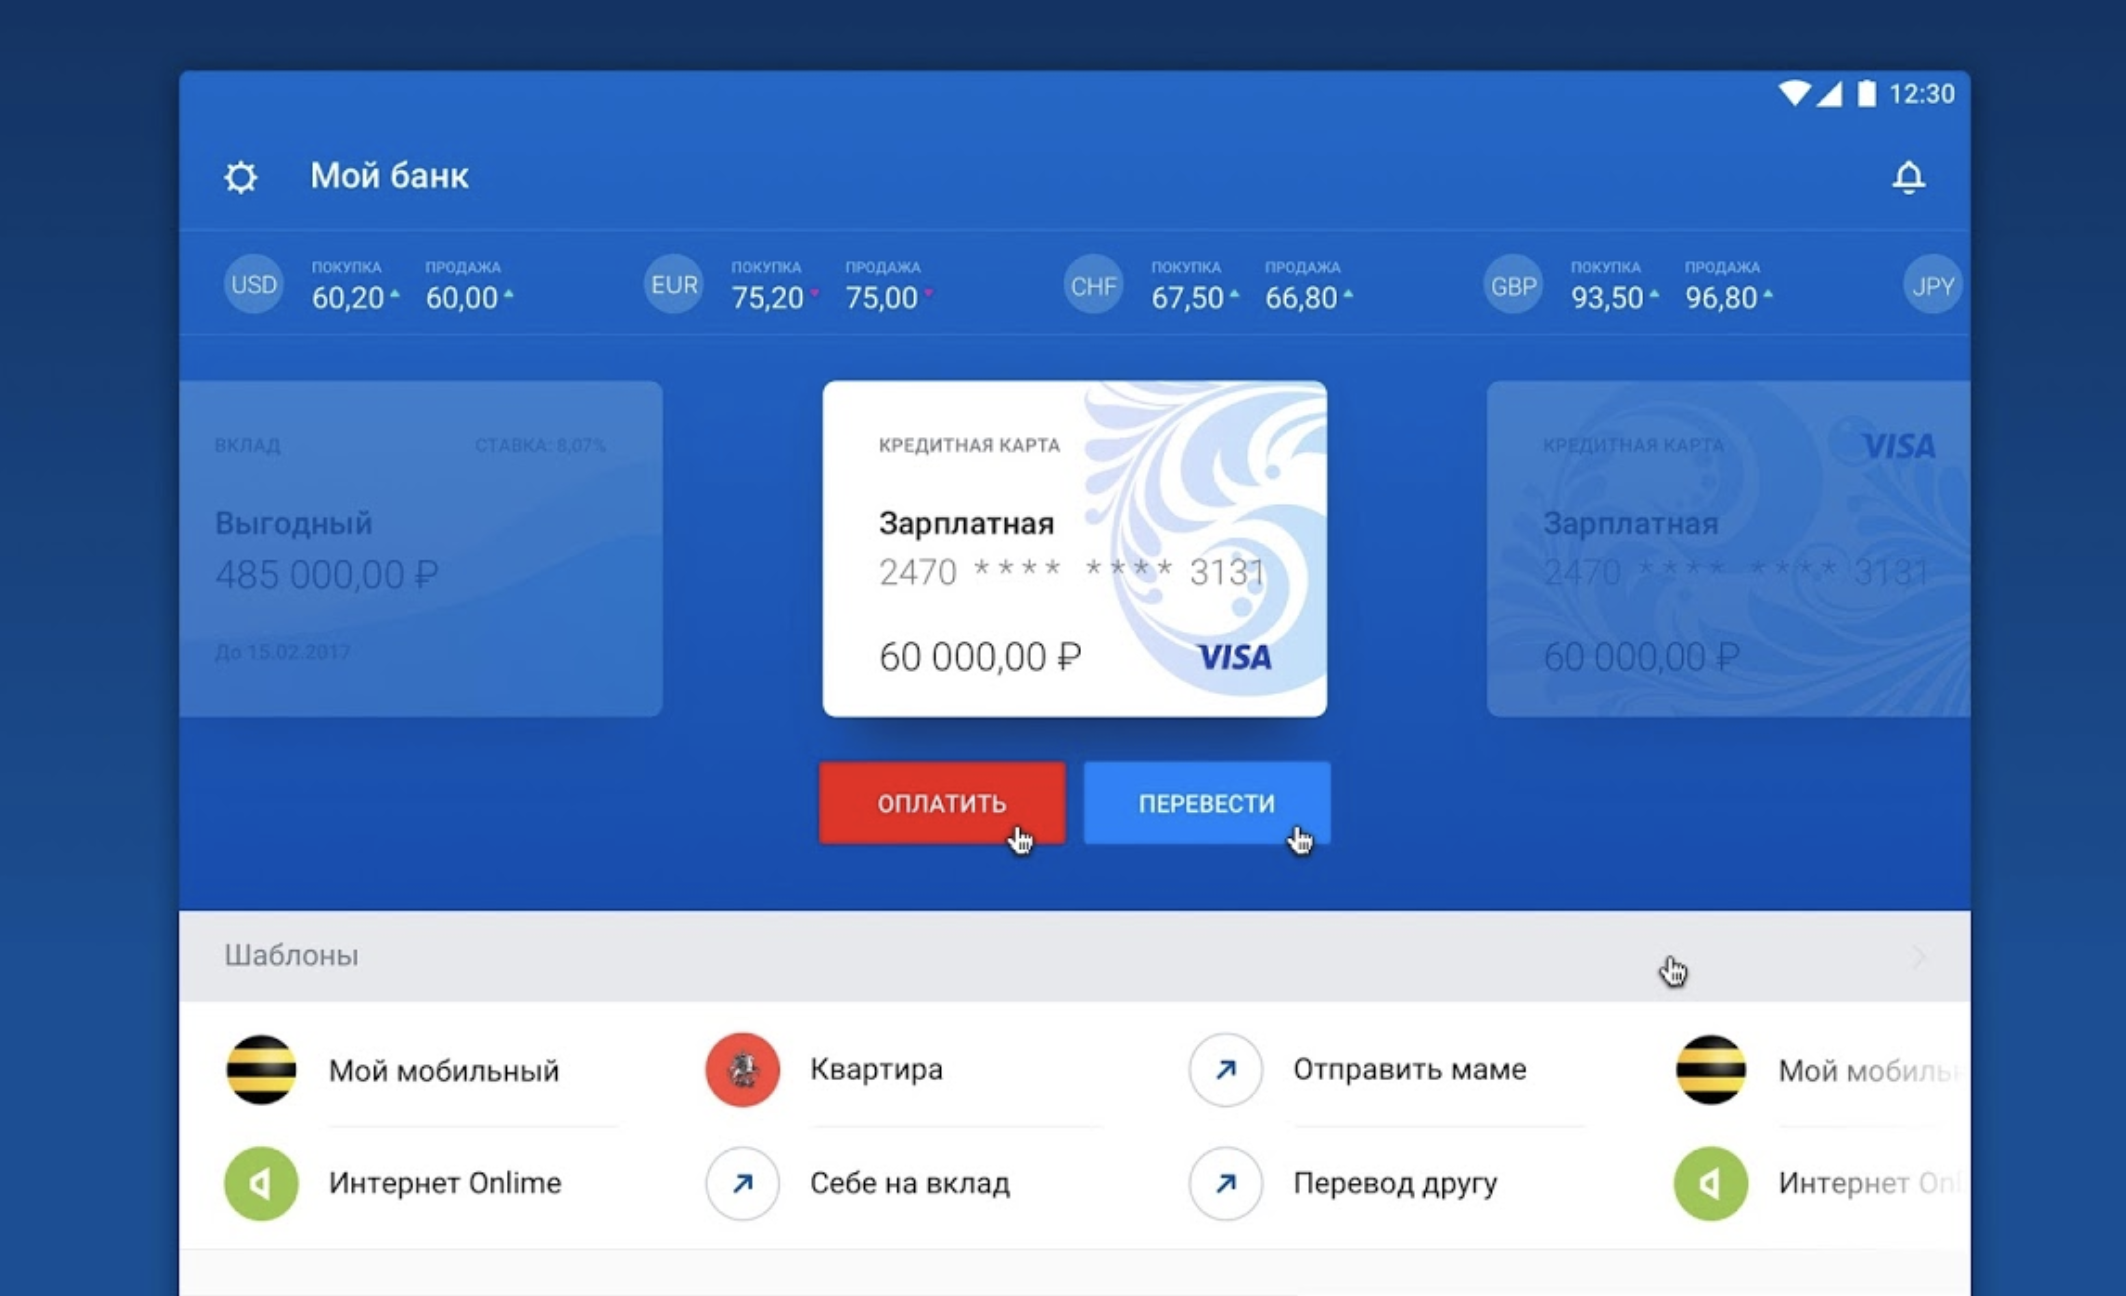 12:30
Мой банк
USD ПОКУПКА 60,20 ПРОДАЖА 60,00
EUR ПОКУПКА 75,20 ПРОДАЖА 75,00
CHF ПОКУПКА 67,50 ПРОДАЖА 66,80
GBP ПОКУПКА 93,50 ПРОДАЖА 96,80
JPY
ВКЛАД СТАВКА: 8,07%
Выгодный
485 000,00 ₽
До 15.02.2017
КРЕДИТНАЯ КАРТА
Зарплатная
2470 **** **** 3131
60 000,00 ₽ VISA
КРЕДИТНАЯ КАРТА VISA
Зарплатная
2470 **** **** 3131
60 000,00 ₽
ОПЛАТИТЬ ПЕРЕВЕСТИ
Шаблоны
Мой мобильный Квартира Отправить маме Мой мобиль
Интернет Onlime Себе на вклад Перевод другу Интернет Onl